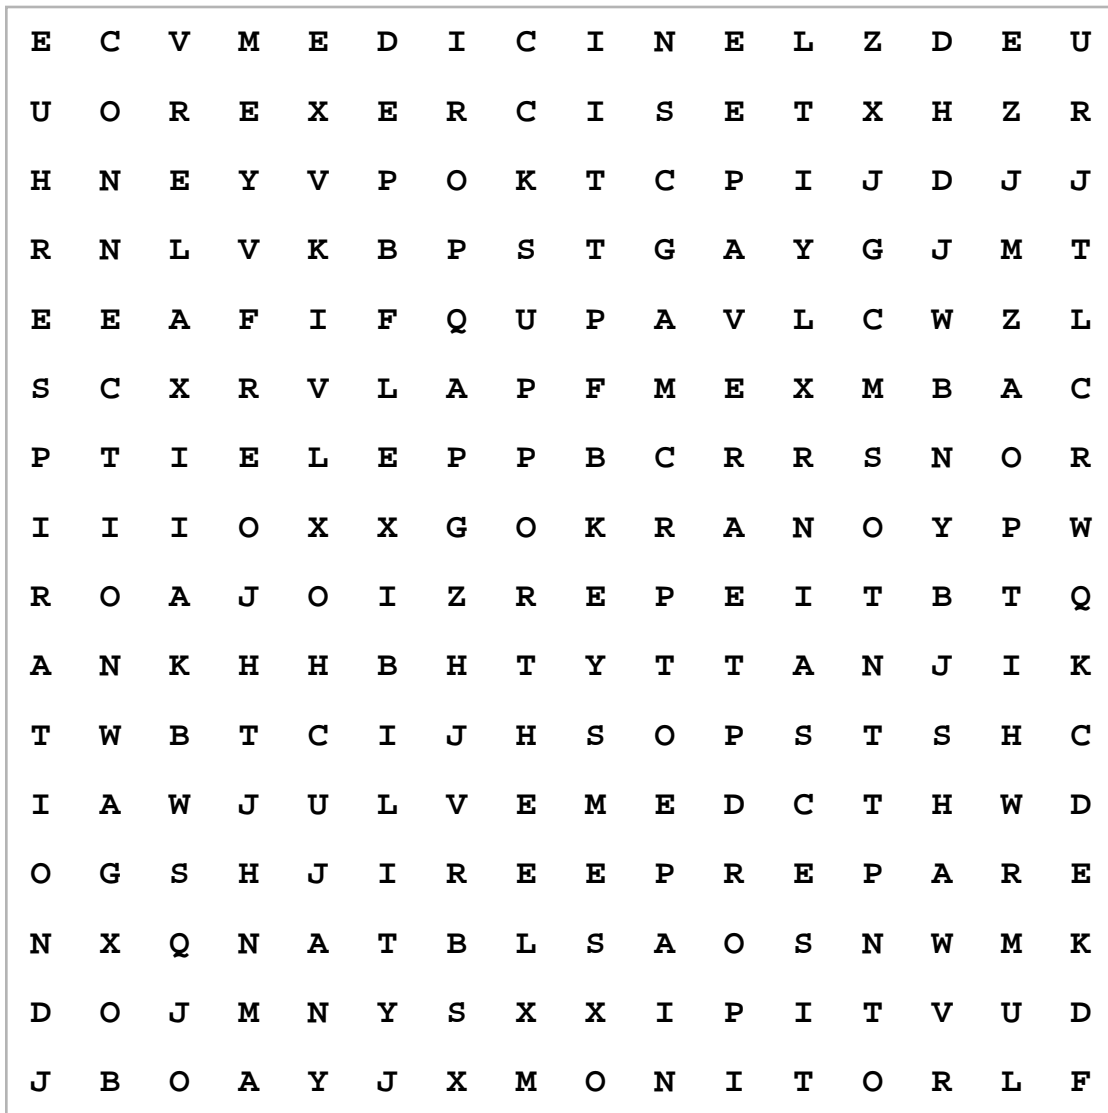 E C V M E D I C I N E L Z D E U
U O R E X E R C I S E T X H Z R
H N E Y V P O K T C P I J D J J
R N L V K B P S T G A Y G J M T
E E A F I F Q U P A V L C W Z L
S C X R V L A P F M E X M B A C
P T I E L E P P B C R R S N O R
I I I O X X G O K R A N O Y P W
R O A J O I Z R E P E I T B T Q
A N K H H B H T Y T T A N J I K
T W B T C I J H S O P S T S H C
I A W J U L V E M E D C T H W D
O G S H J I R E E P R E P A R E
N X Q N A T B L S A O S N W M K
D O J M N Y S X X I P I T V U D
J B O A Y J X M O N I T O R L F